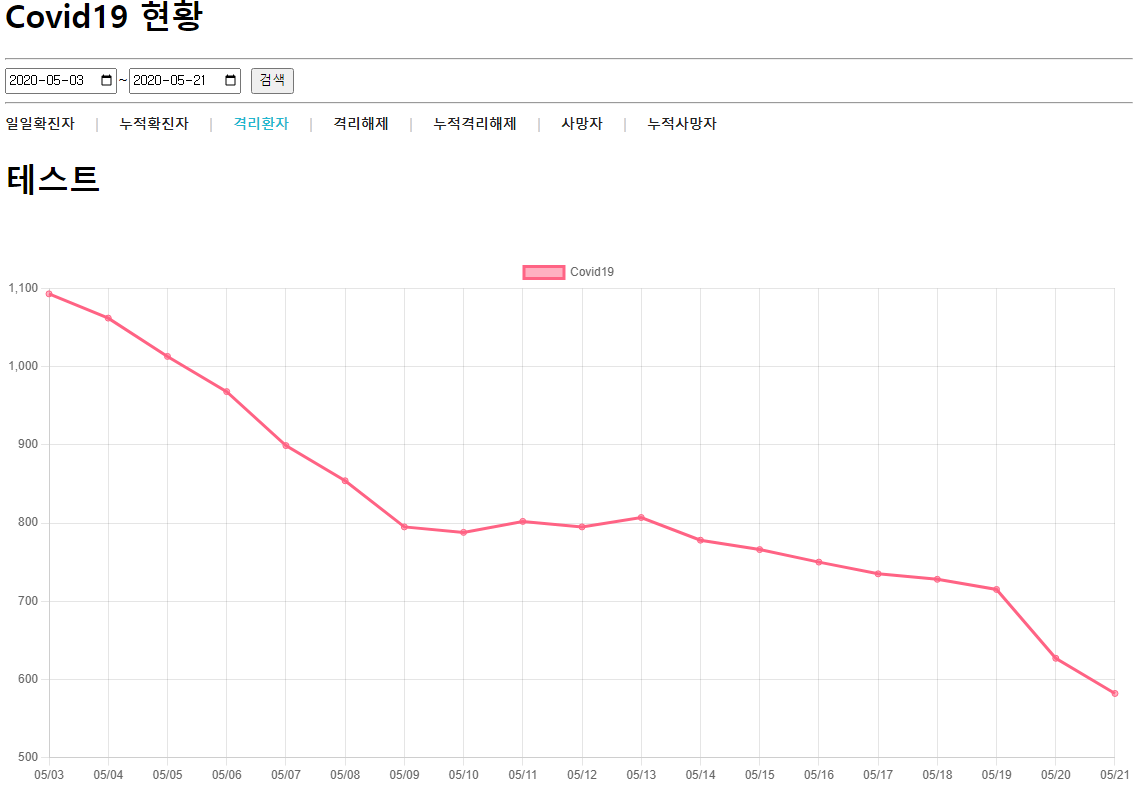 Covid19 현황
2020-05-03 ~ 2020-05-21 검색
일일확진자 | 누적확진자 | 격리환자 | 격리해제 | 누적격리해제 | 사망자 | 누적사망자
테스트
Covid19
1,100
1,000
900
800
700
600
500
05/03 05/04 05/05 05/06 05/07 05/08 05/09 05/10 05/11 05/12 05/13 05/14 05/15 05/16 05/17 05/18 05/19 05/20 05/21